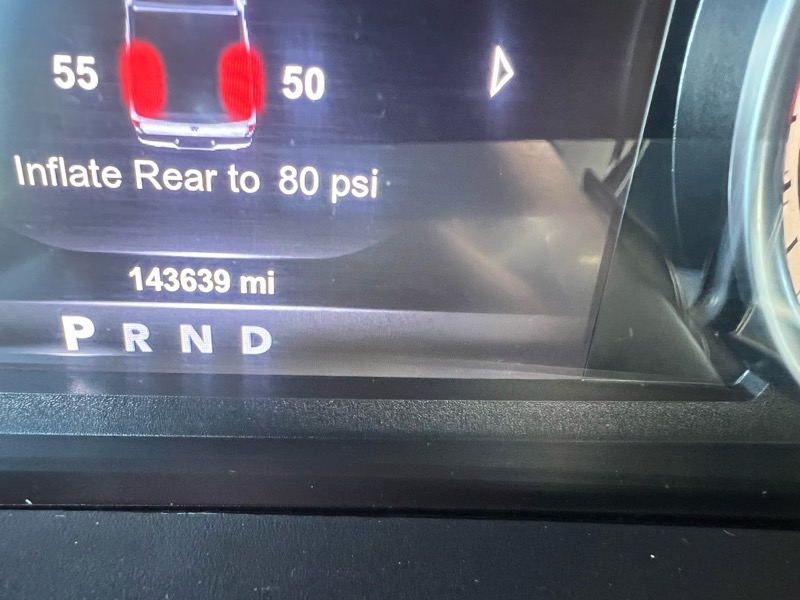 55 50
Inflate Rear to 80 psi
143639 mi
P R N D